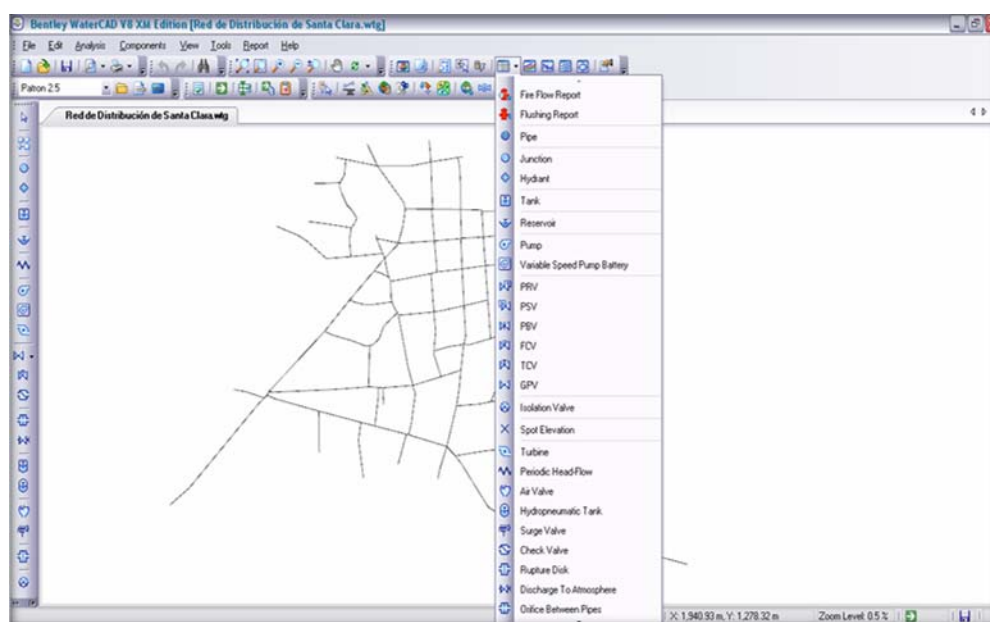 Bentley WaterCAD V8 XM Edition [Red de Distribución de Santa Clara.wtg]
File Edit Analysis Components View Tools Report Help
Patron 25
Red de Distribución de Santa Clara.wtg
Fire Flow Report
Flushing Report
Pipe
Junction
Hydrant
Tank
Reservoir
Pump
Variable Speed Pump Battery
PRV
PSV
PBV
FCV
TCV
GPV
Isolation Valve
Spot Elevation
Turbine
Periodic Head-Flow
Air Valve
Hydropneumatic Tank
Surge Valve
Check Valve
Rupture Disk
Discharge To Atmosphere
Orifice Between Pipes
X: 1,940.93 m, Y: 1,278.32 m Zoom Level: 0.5 %